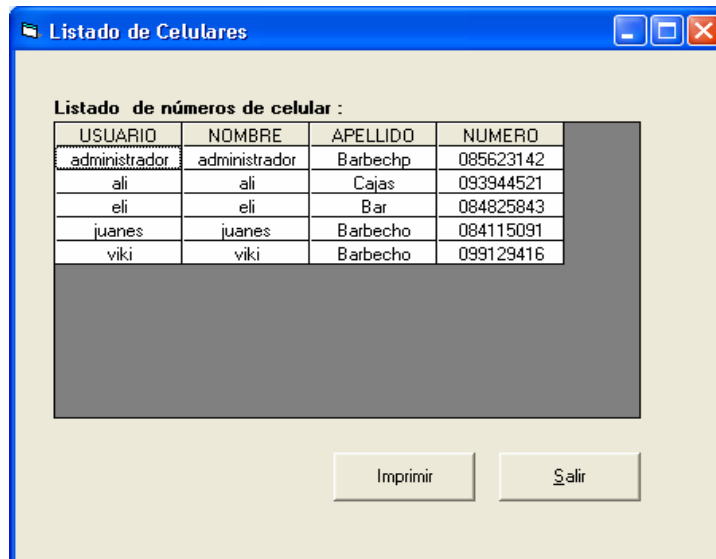 Listado de Celulares
Listado de números de celular :
USUARIO NOMBRE APELLIDO NUMERO
administrador administrador Barbechp 085623142
ali ali Cajas 093944521
eli eli Bar 084825843
juanes juanes Barbecho 084115091
viki viki Barbecho 099129416
Imprimir Salir